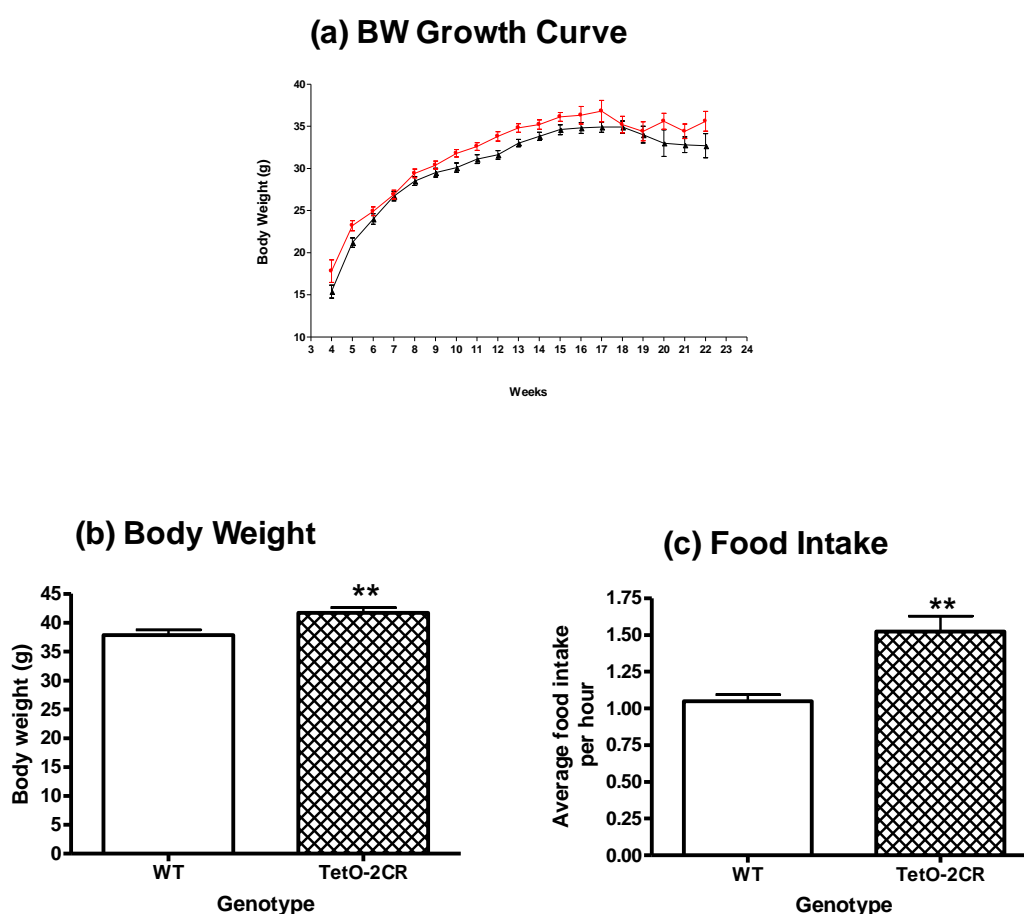 (a) BW Growth Curve
40
35
30
25
20
15
10
Body Weight (g)
3 4 5 6 7 8 9 10 11 12 13 14 15 16 17 18 19 20 21 22 23 24
Weeks
(b) Body Weight
45
40
35
30
25
20
15
10
5
0
Body weight (g)
**
WT TetO-2CR
Genotype
(c) Food Intake
1.75
1.50
1.25
1.00
0.75
0.50
0.25
0.00
Average food intake
per hour
**
WT TetO-2CR
Genotype